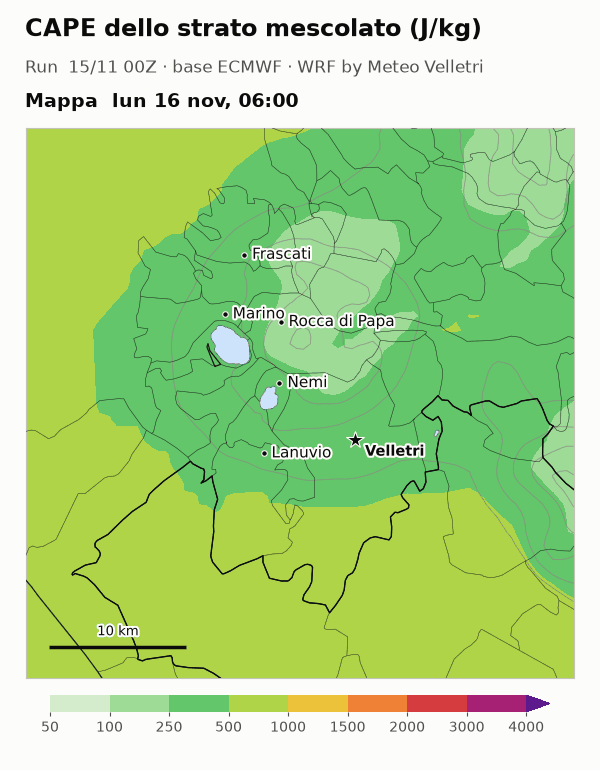 CAPE dello strato mescolato (J/kg)
Run  15/11 00Z · base ECMWF · WRF by Meteo Velletri
Mappa  lun 16 nov, 06:00
Frascati
Marino
Rocca di Papa
Nemi
Velletri
Lanuvio
10 km
50 100 250 500 1000 1500 2000 3000 4000